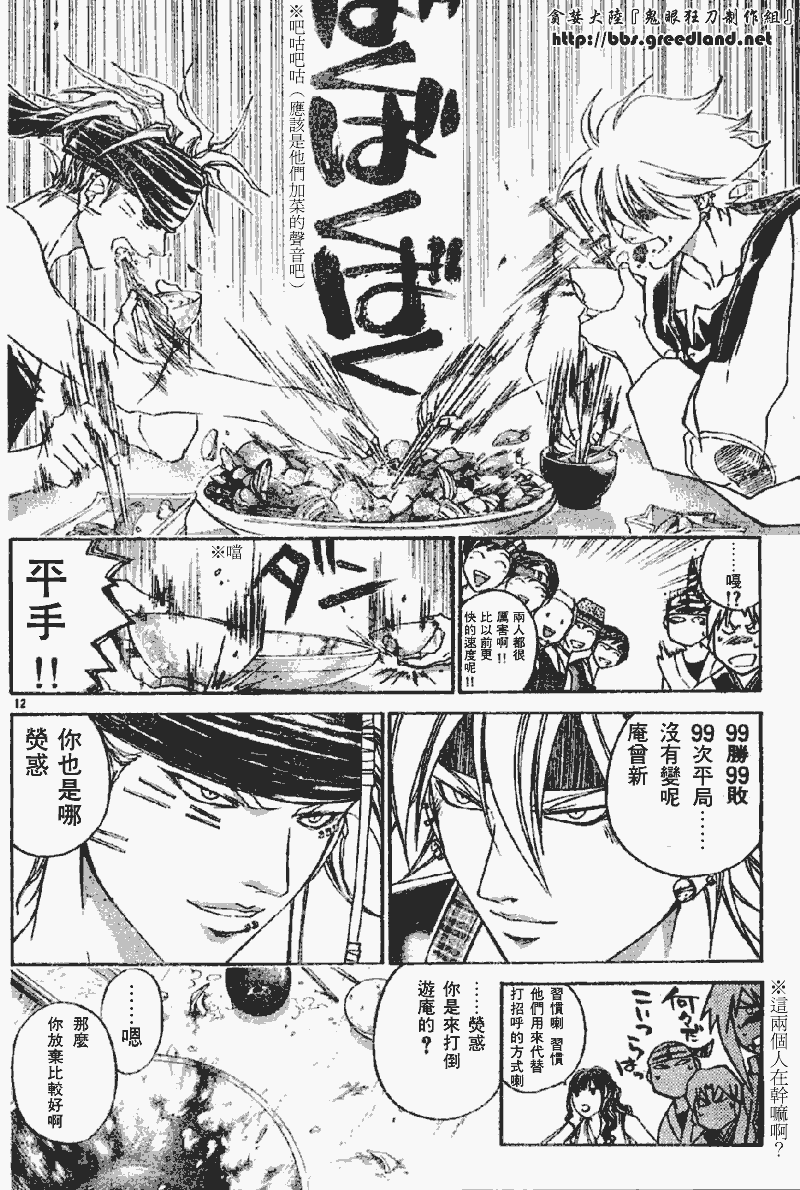 貪婪大陸『鬼眼狂刀制作組』
http://bbs.greedland.net
ばくばくばくばく
※吧咕吧咕（應該是他們加菜的聲音吧）
……嘎!?
兩人都很
厲害啊!!
比以前更
快的速度呢!!
※噹
ダン
平手!!
12
99勝99敗
99次平局……
沒有變呢
庵曾新
你也是哪
熒惑
※這兩個人在幹嘛啊？
何なんだ
こいつらはっ
習慣喇 習慣
他們用來代替
打招呼的方式喇
……熒惑
你是來打倒
遊庵的？
……嗯
那麼
你放棄比較好啊